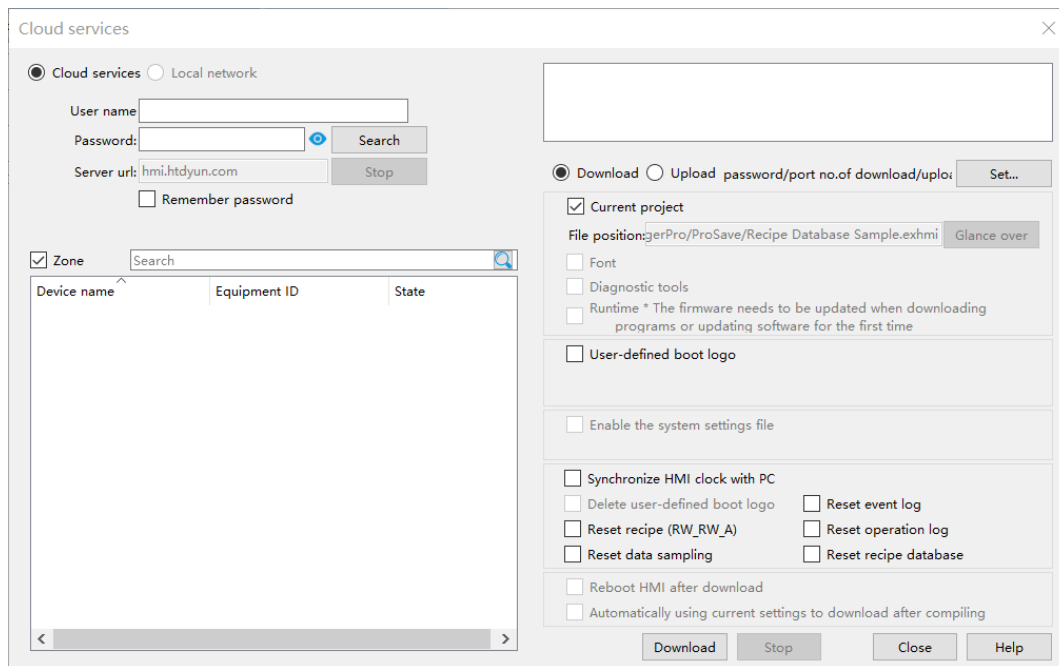 Cloud services
Cloud services Local network
User name
Password: Search
Server url: hmi.htdyun.com Stop
Remember password
Zone Search
Device name Equipment ID State
Download Upload password/port no.of download/uploa Set...
Current project
File position: gerPro/ProSave/Recipe Database Sample.exhmi Glance over
Font
Diagnostic tools
Runtime * The firmware needs to be updated when downloading
programs or updating software for the first time
User-defined boot logo
Enable the system settings file
Synchronize HMI clock with PC
Delete user-defined boot logo Reset event log
Reset recipe (RW_RW_A) Reset operation log
Reset data sampling Reset recipe database
Reboot HMI after download
Automatically using current settings to download after compiling
Download Stop Close Help